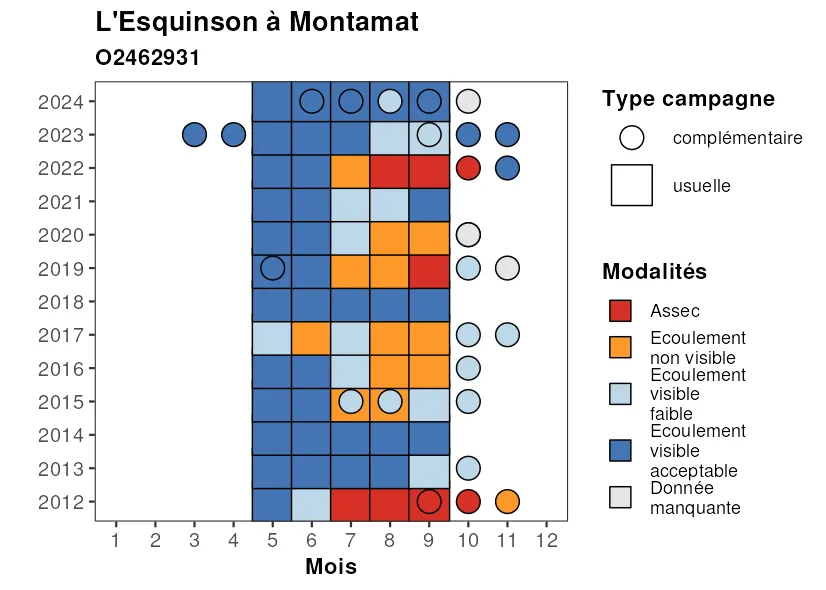 L'Esquinson à Montamat
O2462931
2024
2023
2022
2021
2020
2019
2018
2017
2016
2015
2014
2013
2012
1 2 3 4 5 6 7 8 9 10 11 12
Mois
Type campagne
complémentaire
usuelle
Modalités
Assec
Ecoulement
non visible
Ecoulement
visible
faible
Ecoulement
visible
acceptable
Donnée
manquante